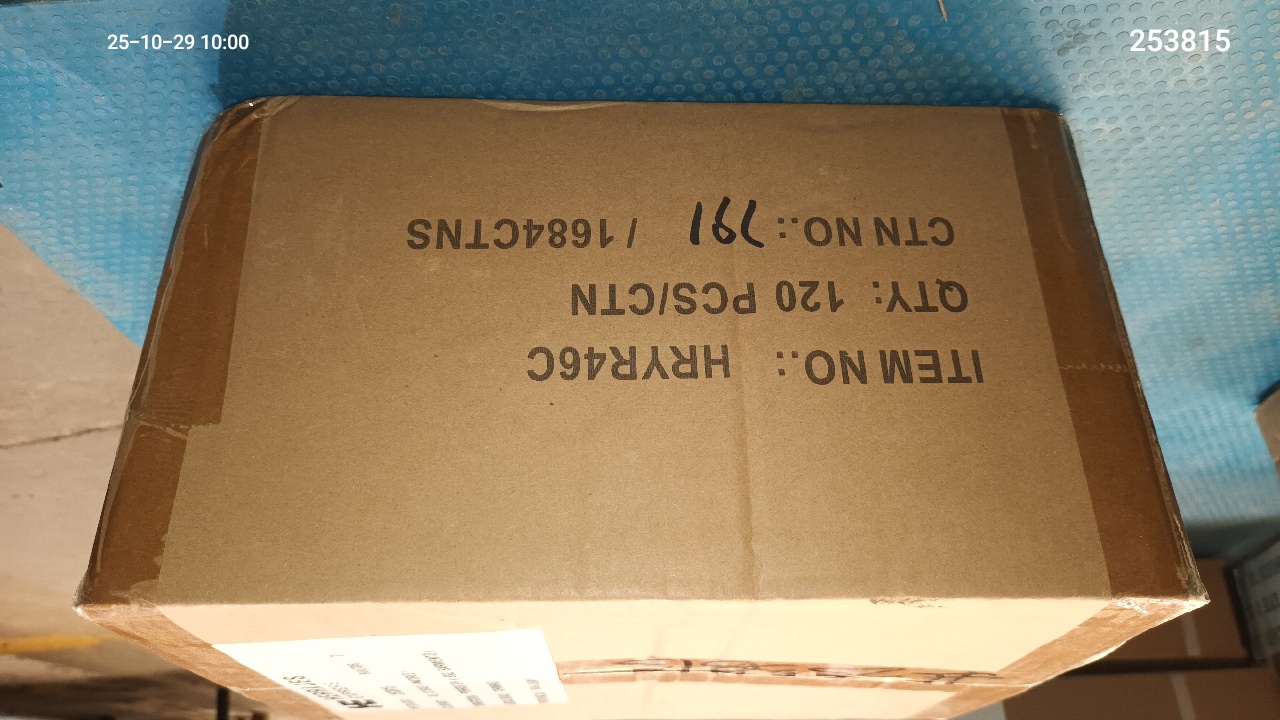 25-10-29 10:00
253815
ITEM NO.: HRYR46C
QTY: 120 PCS/CTN
CTN NO.: 791 / 1684CTNS